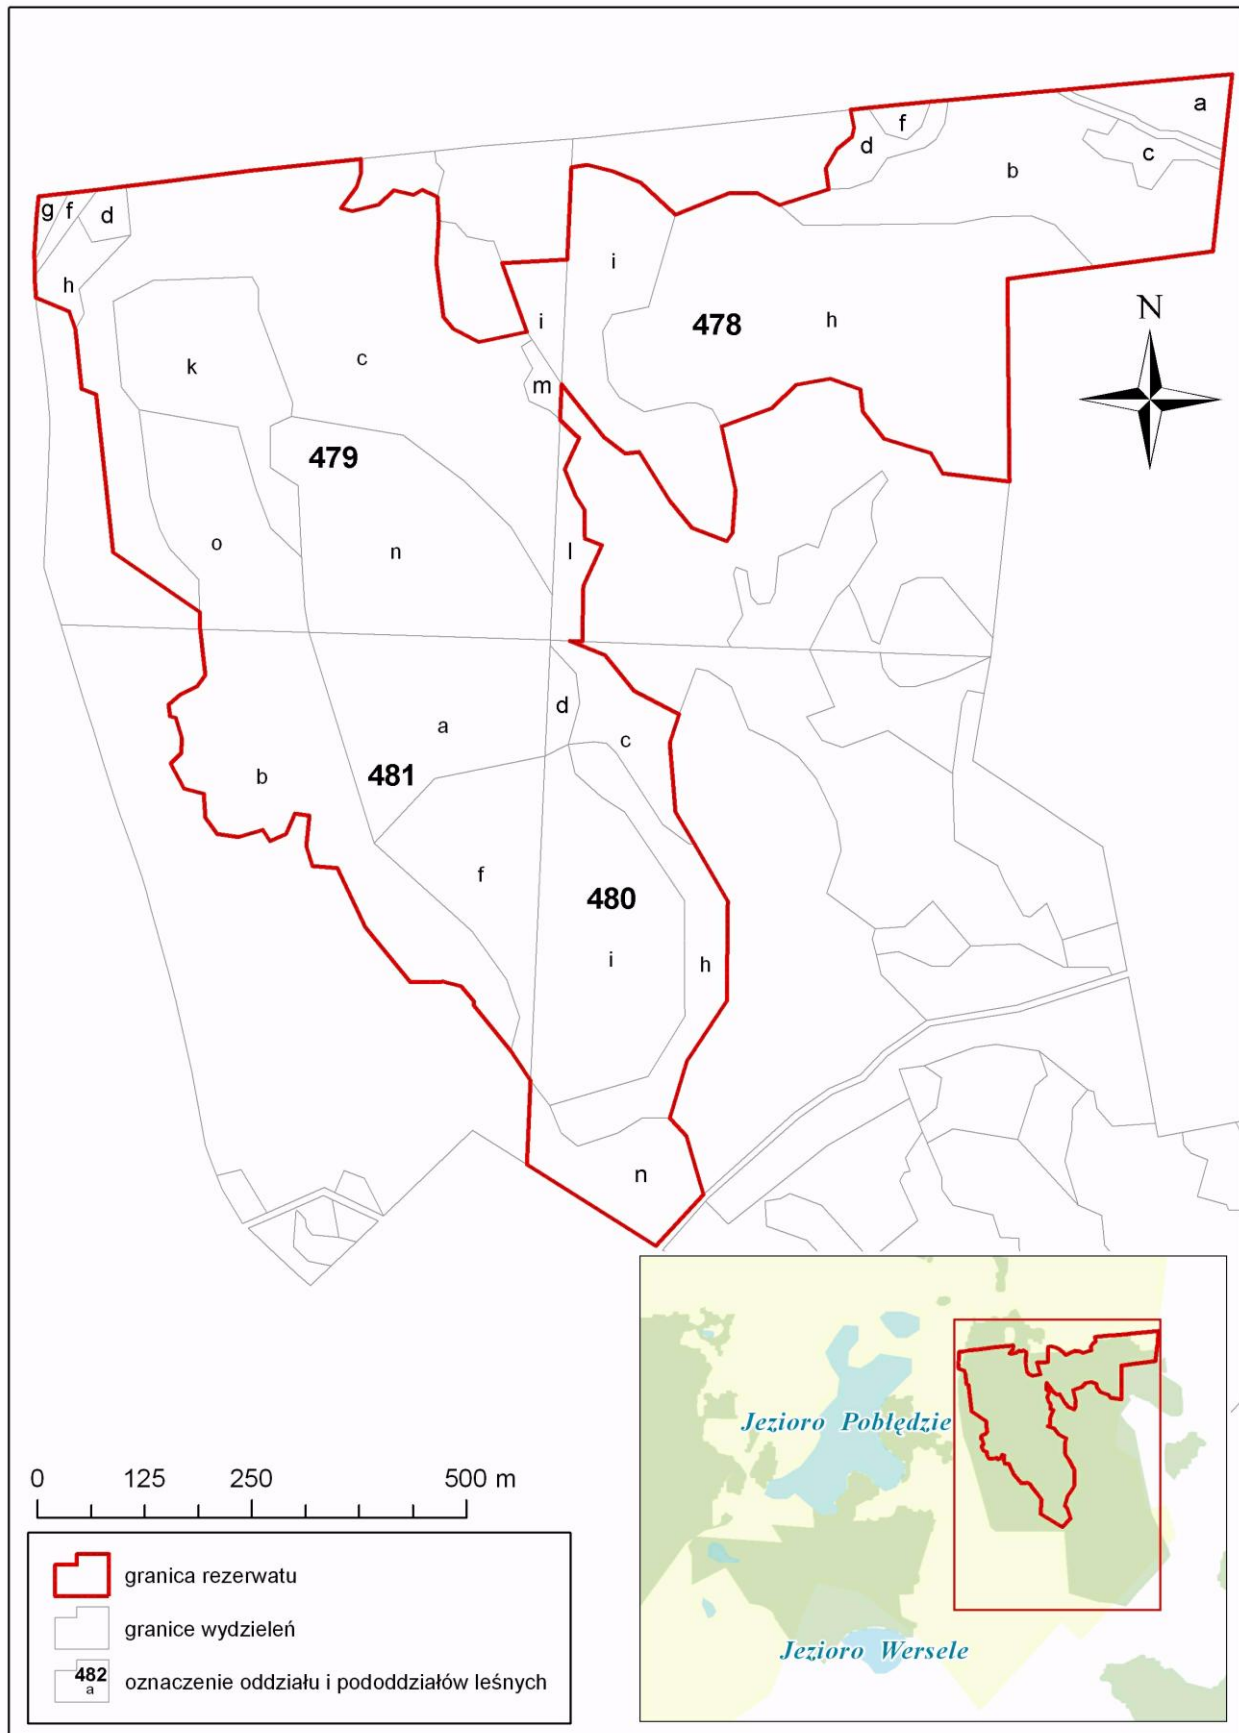 a
f
d
c
b
g f d
h
i
i
478
h
k
c
m
N
479
o
n
l
d
a
c
481
b
f
480
i
h
n
Jezioro Pobłędzie
Jezioro Wersele
0 125 250 500 m
granica rezerwatu
granice wydzieleń
482
a
oznaczenie oddziału i pododdziałów leśnych